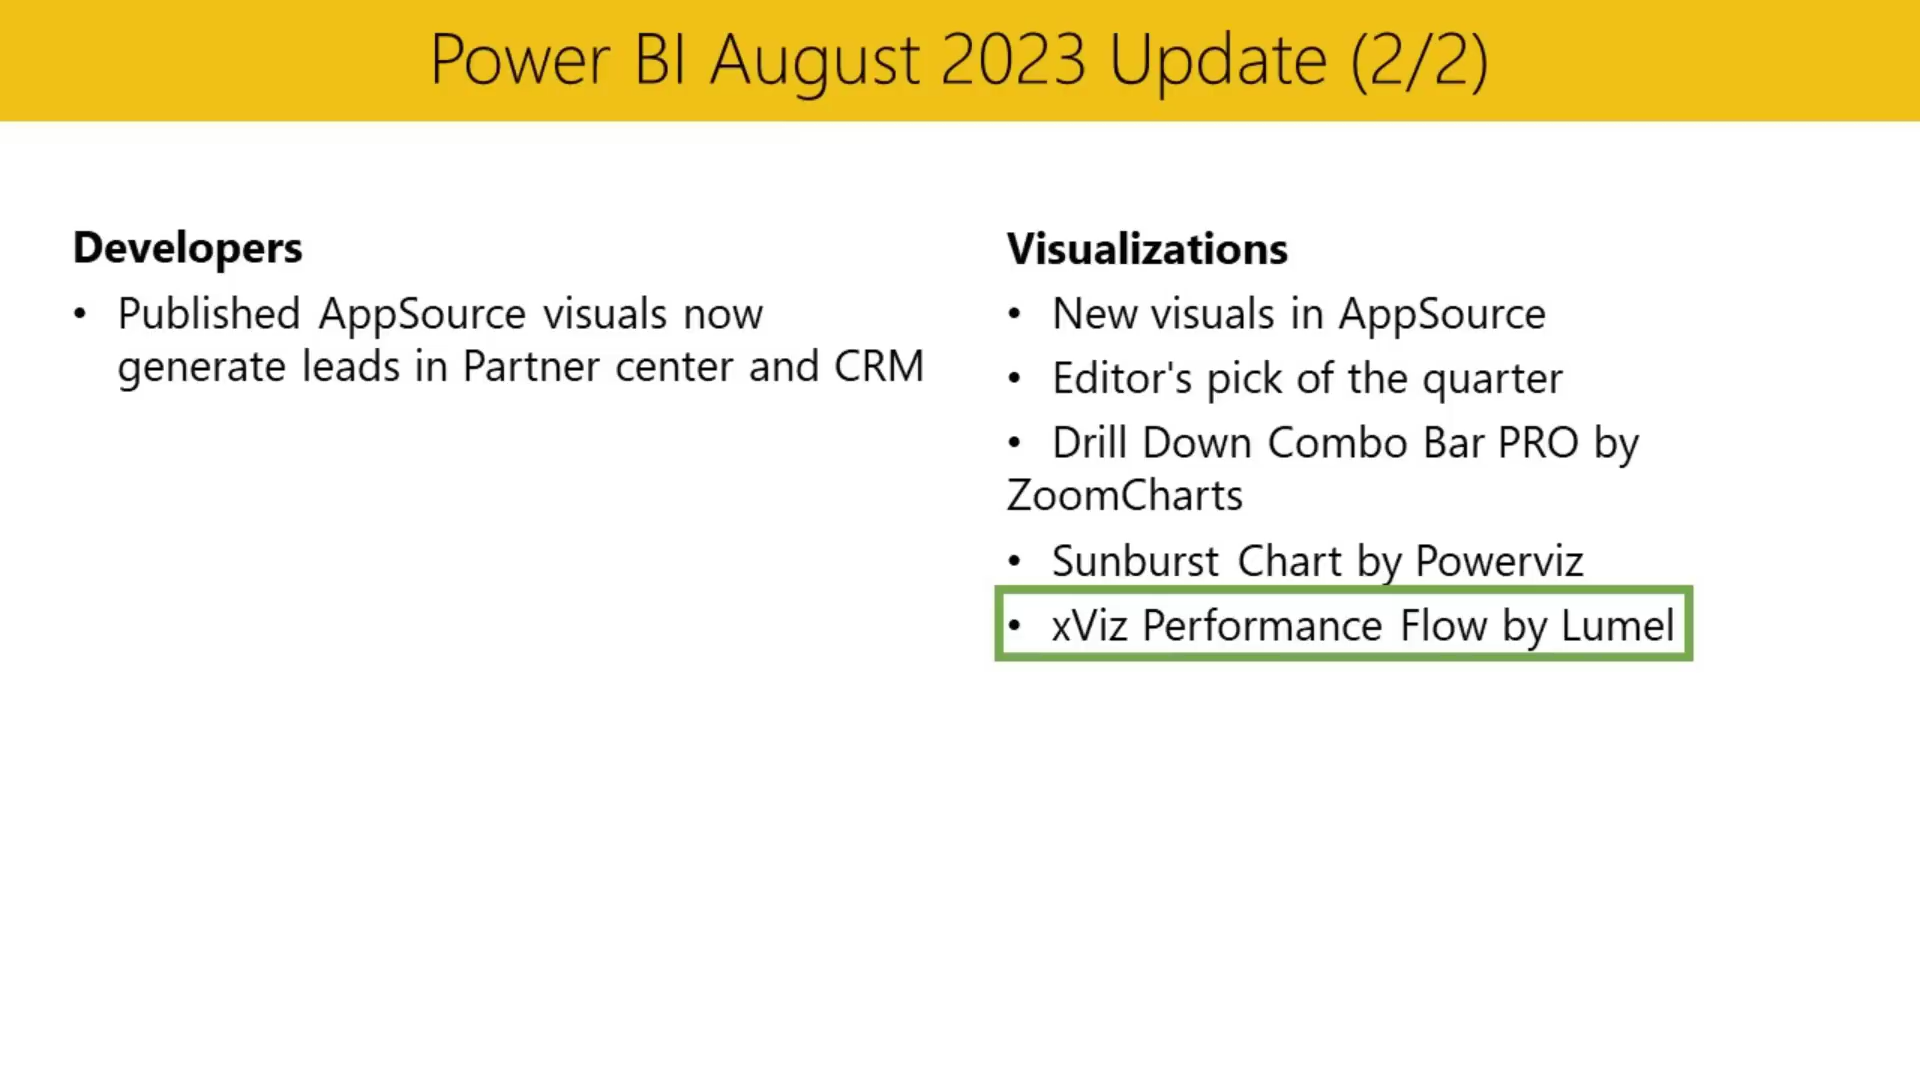 Power BI August 2023 Update (2/2)
Developers
• Published AppSource visuals now
generate leads in Partner center and CRM
Visualizations
• New visuals in AppSource
• Editor's pick of the quarter
• Drill Down Combo Bar PRO by
ZoomCharts
• Sunburst Chart by Powerviz
• xViz Performance Flow by Lumel